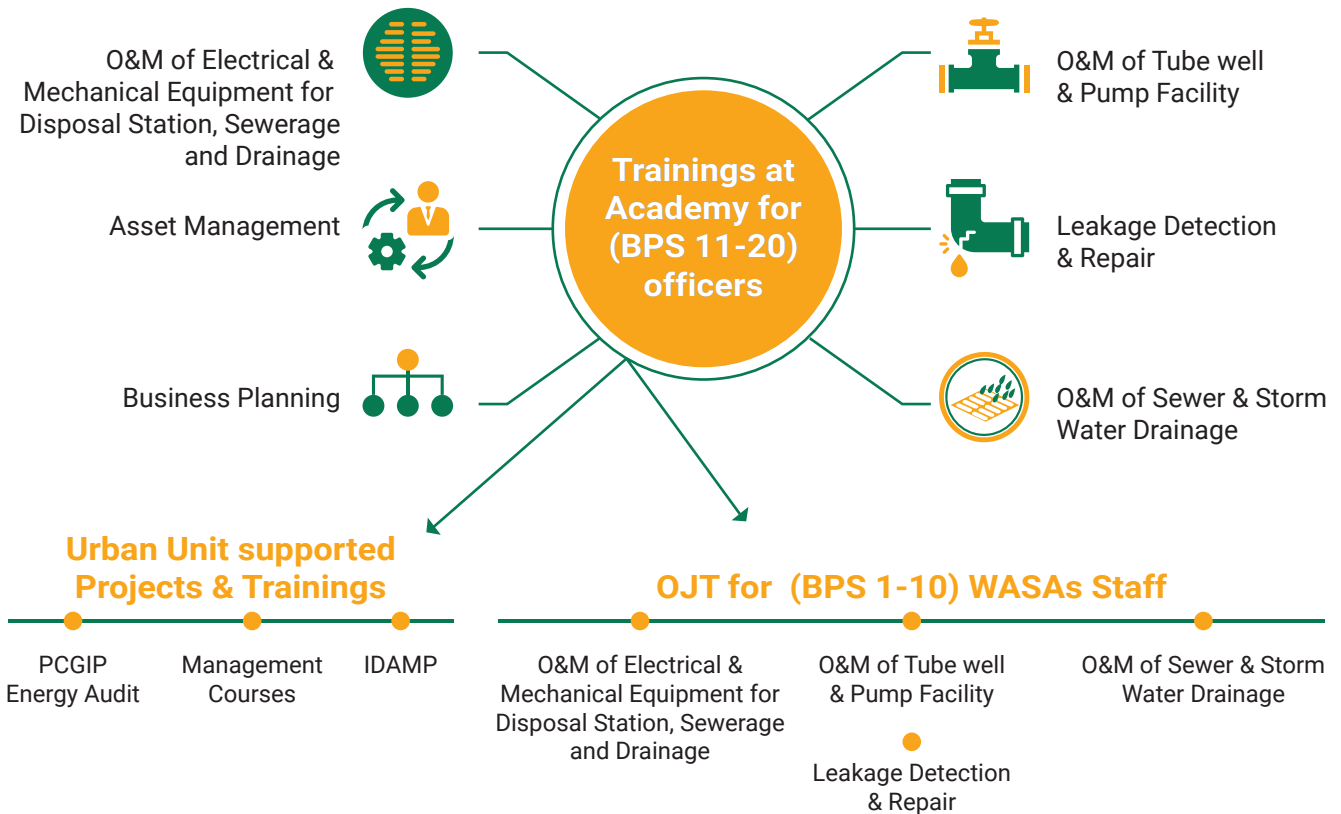 O&M of Electrical &
Mechanical Equipment for
Disposal Station, Sewerage
and Drainage
Asset Management
Business Planning
Trainings at
Academy for
(BPS 11-20)
officers
O&M of Tube well
& Pump Facility
Leakage Detection
& Repair
O&M of Sewer & Storm
Water Drainage
Urban Unit supported
Projects & Trainings
PCGIP
Energy Audit
Management
Courses
IDAMP
OJT for (BPS 1-10) WASAs Staff
O&M of Electrical &
Mechanical Equipment for
Disposal Station, Sewerage
and Drainage
O&M of Tube well
& Pump Facility
Leakage Detection
& Repair
O&M of Sewer & Storm
Water Drainage